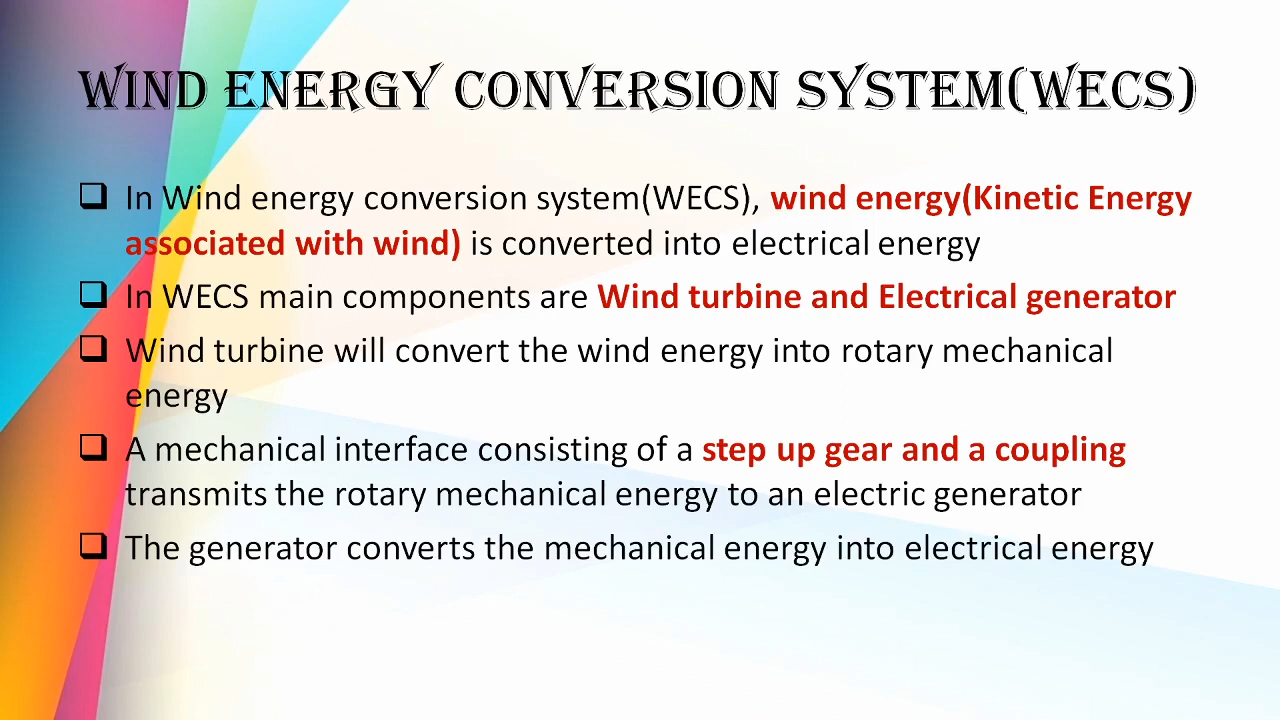 WIND ENERGY CONVERSION SYSTEM(WECS)
In Wind energy conversion system(WECS), wind energy(Kinetic Energy
associated with wind) is converted into electrical energy
In WECS main components are Wind turbine and Electrical generator
Wind turbine will convert the wind energy into rotary mechanical
energy
A mechanical interface consisting of a step up gear and a coupling
transmits the rotary mechanical energy to an electric generator
The generator converts the mechanical energy into electrical energy